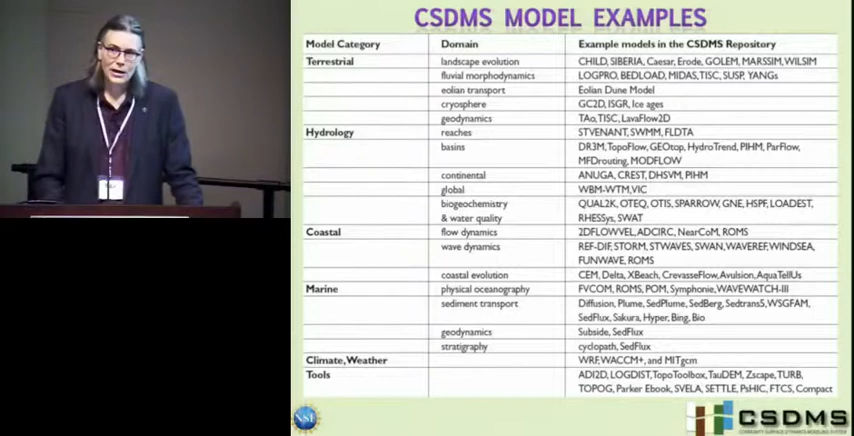 CSDMS MODEL EXAMPLES
Model Category Domain Example models in the CSDMS Repository
Terrestrial landscape evolution CHILD, SIBERIA, Caesar, Erode, GOLEM, MARSSIM, WILSIM
fluvial morphodynamics LOGPRO, BEDLOAD, MIDAS, TISC, SUSP, YANGs
eolian transport Eolian Dune Model
cryosphere GC2D, ISGR, Ice ages
geodynamics TAo, TISC, LavaFlow2D
Hydrology reaches STVENANT, SWMM, FLDTA
basins DR3M, TopoFlow, GEOtop, HydroTrend, PIHM, ParFlow,
MFDrouting, MODFLOW
continental ANUGA, CREST, DHSVM, PIHM
global WBM-WTM, VIC
biogeochemistry QUAL2K, OTEQ, OTIS, SPARROW, GNE, HSPF, LOADEST,
& water quality RHESSys, SWAT
Coastal flow dynamics 2DFLOWVEL, ADCIRC, NearCoM, ROMS
wave dynamics REF-DIF, STORM, STWAVES, SWAN, WAVEREF, WINDSEA,
FUNWAVE, ROMS
coastal evolution CEM, Delta, XBeach, CrevasseFlow, Avulsion, AquaTellUs
Marine physical oceanography FVCOM, ROMS, POM, Symphonie, WAVEWATCH-III
sediment transport Diffusion, Plume, SedPlume, SedBerg, Sedtrans5, WSGFAM,
SedFlux, Sakura, Hyper, Bing, Bio
geodynamics Subside, SedFlux
stratigraphy cyclopath, SedFlux
Climate, Weather WRF, WACCM+, and MITgcm
Tools ADI2D, LOGDIST, TopoToolbox, TauDEM, Zscape, TURB,
TOPOG, Parker Ebook, SVELA, SETTLE, PsHIC, FTCS, Compact
NSF
CSDMS
COMMUNITY SURFACE DYNAMICS MODELING SYSTEM